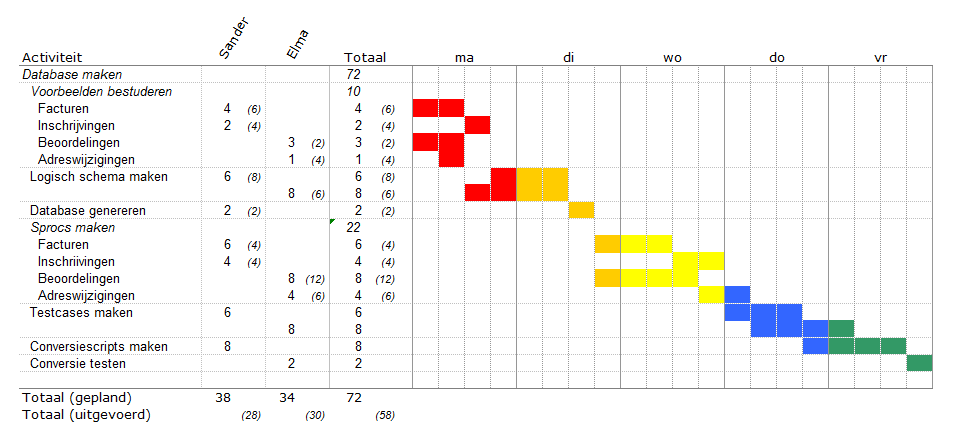 Sander Elma
Activiteit Totaal ma di wo do vr
Database maken 72
Voorbeelden bestuderen 10
Facturen 4 (6) 4 (6)
Inschrijvingen 2 (4) 2 (4)
Beoordelingen 3 (2) 3 (2)
Adreswijzigingen 1 (4) 1 (4)
Logisch schema maken 6 (8) 6 (8)
8 (6) 8 (6)
Database genereren 2 (2) 2 (2)
Sprocs maken 22
Facturen 6 (4) 6 (4)
Inschriivingen 4 (4) 4 (4)
Beoordelingen 8 (12) 8 (12)
Adreswijzigingen 4 (6) 4 (6)
Testcases maken 6 6
8 8
Conversiescripts maken 8 8
Conversie testen 2 2
Totaal (gepland) 38 34 72
Totaal (uitgevoerd) (28) (30) (58)